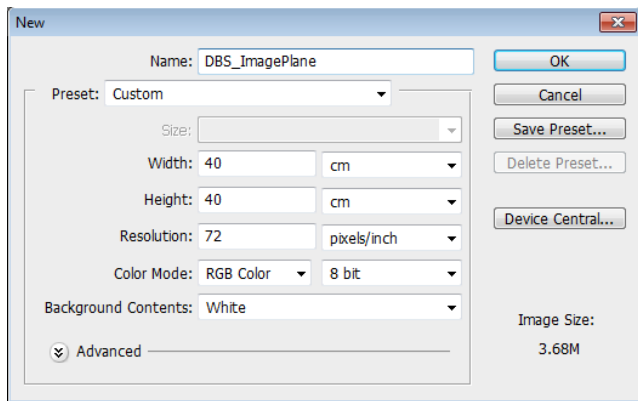 New
Name: DBS_ImagePlane
OK
Preset: Custom
Cancel
Size:
Save Preset...
Width: 40 cm
Delete Preset...
Height: 40 cm
Resolution: 72 pixels/inch
Device Central...
Color Mode: RGB Color 8 bit
Background Contents: White
Image Size:
Advanced
3.68M